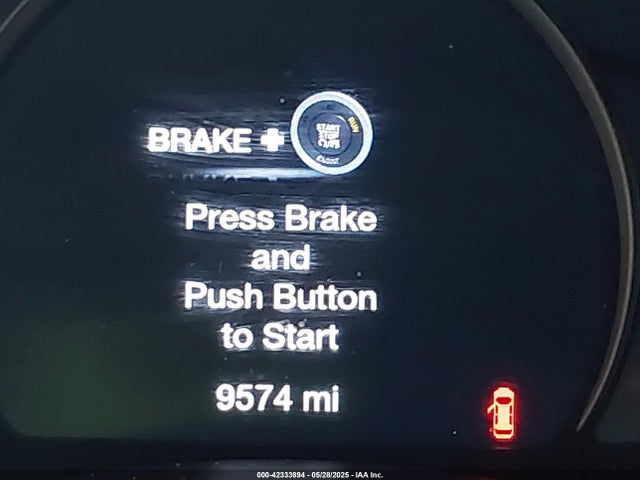 BRAKE + START STOP RUN
Press Brake
and
Push Button
to Start
9574 mi
000-42333894 - 05/28/2025 - IAA Inc.